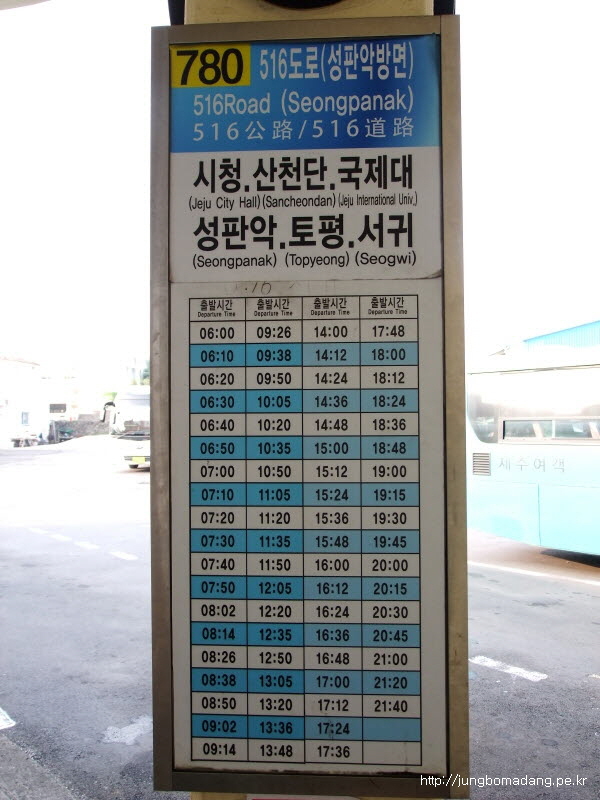 780 516도로(성판악방면)
516Road (Seongpanak)
516公路/516道路
시청.산천단.국제대
(Jeju City Hall) (Sancheondan) (Jeju International Univ.)
성판악.토평.서귀
(Seongpanak) (Topyeong) (Seogwi)
출발시간 출발시간 출발시간 출발시간
Departure Time Departure Time Departure Time Departure Time
06:00 09:26 14:00 17:48
06:10 09:38 14:12 18:00
06:20 09:50 14:24 18:12
06:30 10:05 14:36 18:24
06:40 10:20 14:48 18:36
06:50 10:35 15:00 18:48
07:00 10:50 15:12 19:00
07:10 11:05 15:24 19:15
07:20 11:20 15:36 19:30
07:30 11:35 15:48 19:45
07:40 11:50 16:00 20:00
07:50 12:05 16:12 20:15
08:02 12:20 16:24 20:30
08:14 12:35 16:36 20:45
08:26 12:50 16:48 21:00
08:38 13:05 17:00 21:20
08:50 13:20 17:12 21:40
09:02 13:36 17:24
09:14 13:48 17:36
http://jungbomadang.pe.kr